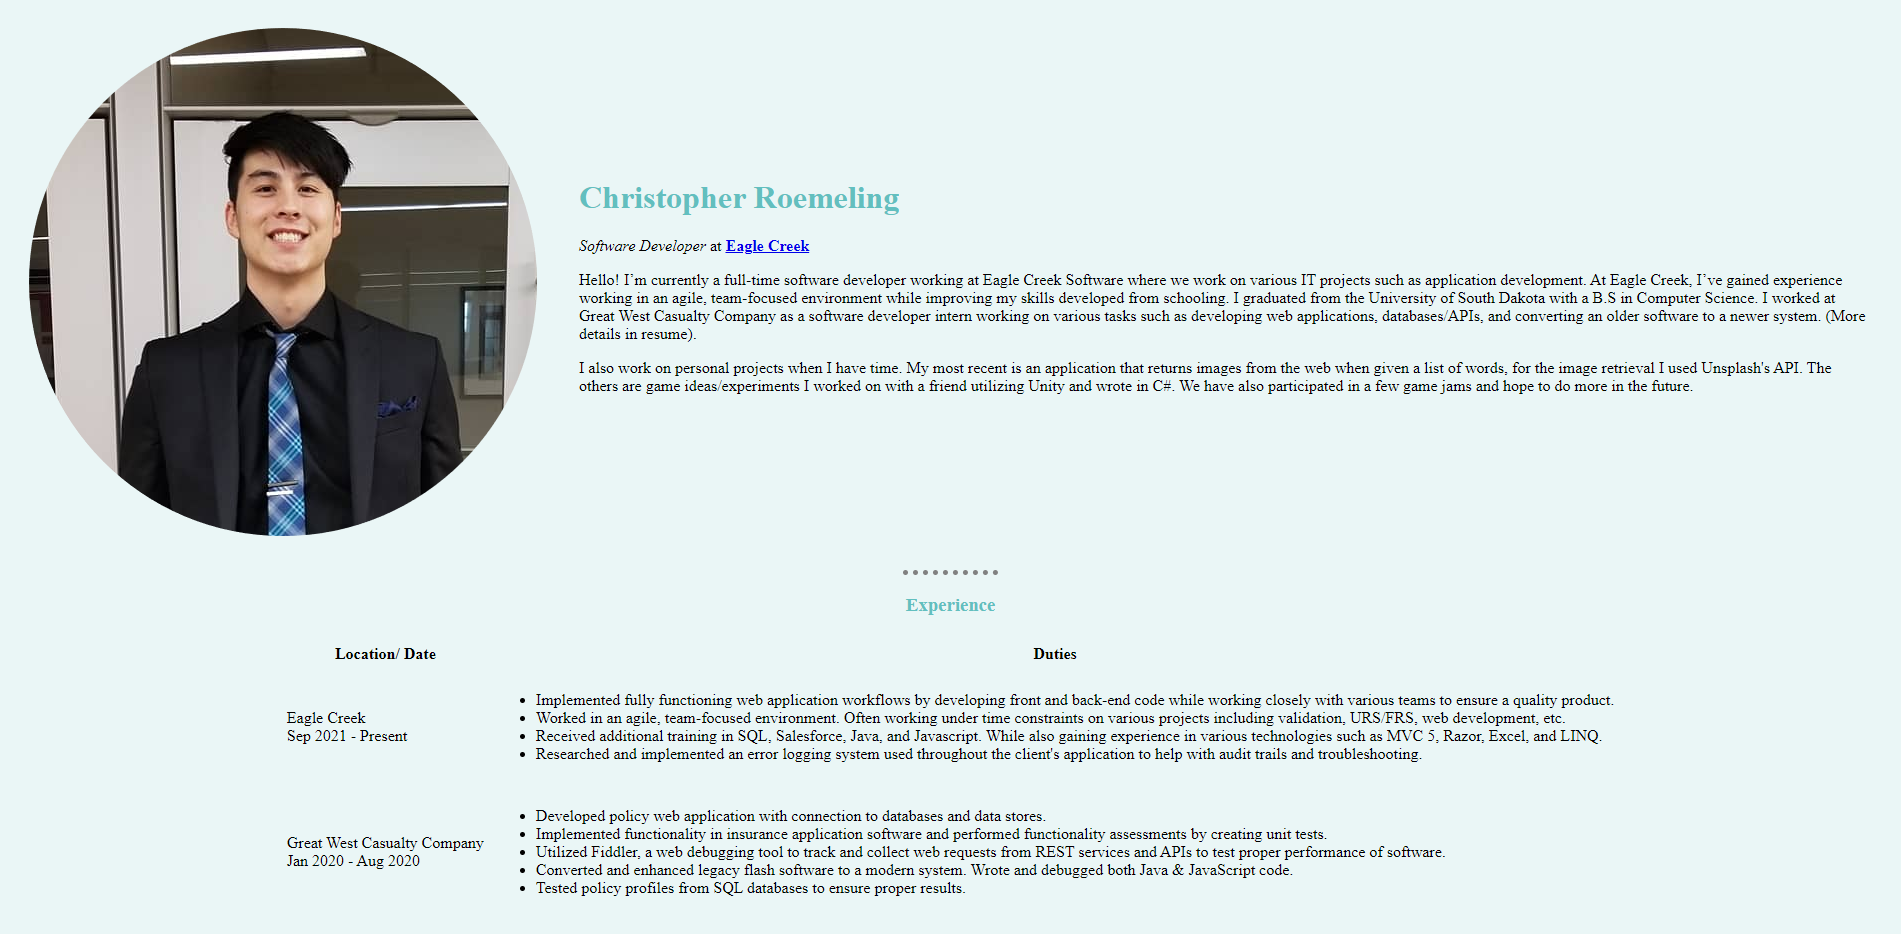 Christopher Roemeling
Software Developer at Eagle Creek
Hello! I’m currently a full-time software developer working at Eagle Creek Software where we work on various IT projects such as application development. At Eagle Creek, I’ve gained experience
working in an agile, team-focused environment while improving my skills developed from schooling. I graduated from the University of South Dakota with a B.S in Computer Science. I worked at
Great West Casualty Company as a software developer intern working on various tasks such as developing web applications, databases/APIs, and converting an older software to a newer system. (More
details in resume).
I also work on personal projects when I have time. My most recent is an application that returns images from the web when given a list of words, for the image retrieval I used Unsplash's API. The
others are game ideas/experiments I worked on with a friend utilizing Unity and wrote in C#. We have also participated in a few game jams and hope to do more in the future.
Experience
Location/ Date
Duties
Eagle Creek
Sep 2021 - Present
• Implemented fully functioning web application workflows by developing front and back-end code while working closely with various teams to ensure a quality product.
• Worked in an agile, team-focused environment. Often working under time constraints on various projects including validation, URS/FRS, web development, etc.
• Received additional training in SQL, Salesforce, Java, and Javascript. While also gaining experience in various technologies such as MVC 5, Razor, Excel, and LINQ.
• Researched and implemented an error logging system used throughout the client's application to help with audit trails and troubleshooting.
Great West Casualty Company
Jan 2020 - Aug 2020
• Developed policy web application with connection to databases and data stores.
• Implemented functionality in insurance application software and performed functionality assessments by creating unit tests.
• Utilized Fiddler, a web debugging tool to track and collect web requests from REST services and APIs to test proper performance of software.
• Converted and enhanced legacy flash software to a modern system. Wrote and debugged both Java & JavaScript code.
• Tested policy profiles from SQL databases to ensure proper results.